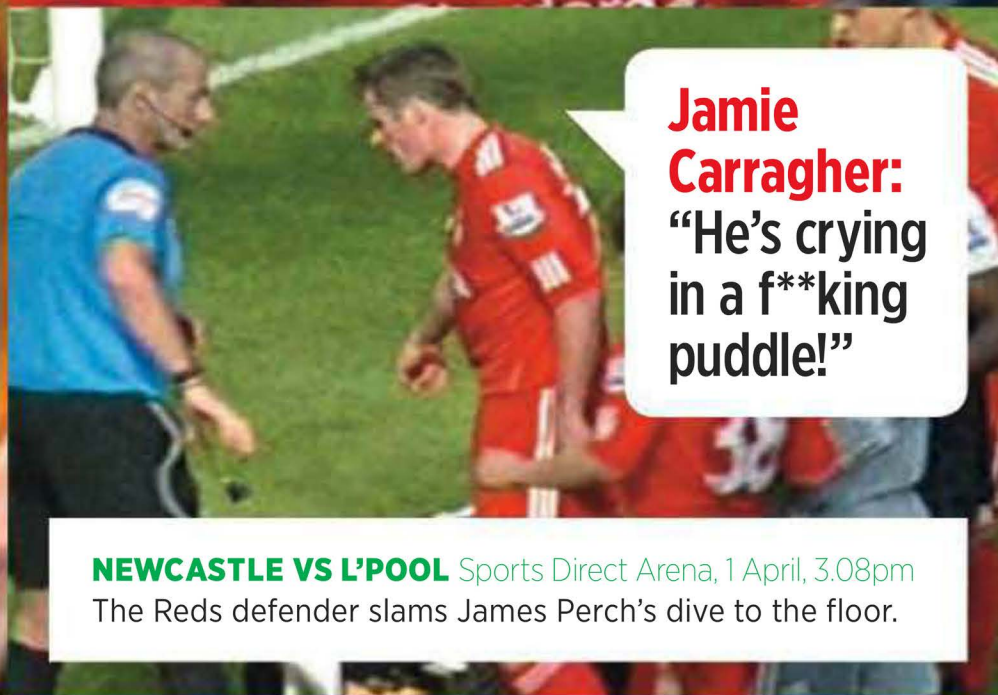 Jamie
Carragher:
“He’s crying
in a f**king
puddle!”
38
NEWCASTLE VS L’POOL Sports Direct Arena, 1 April, 3.08pm
The Reds defender slams James Perch’s dive to the floor.